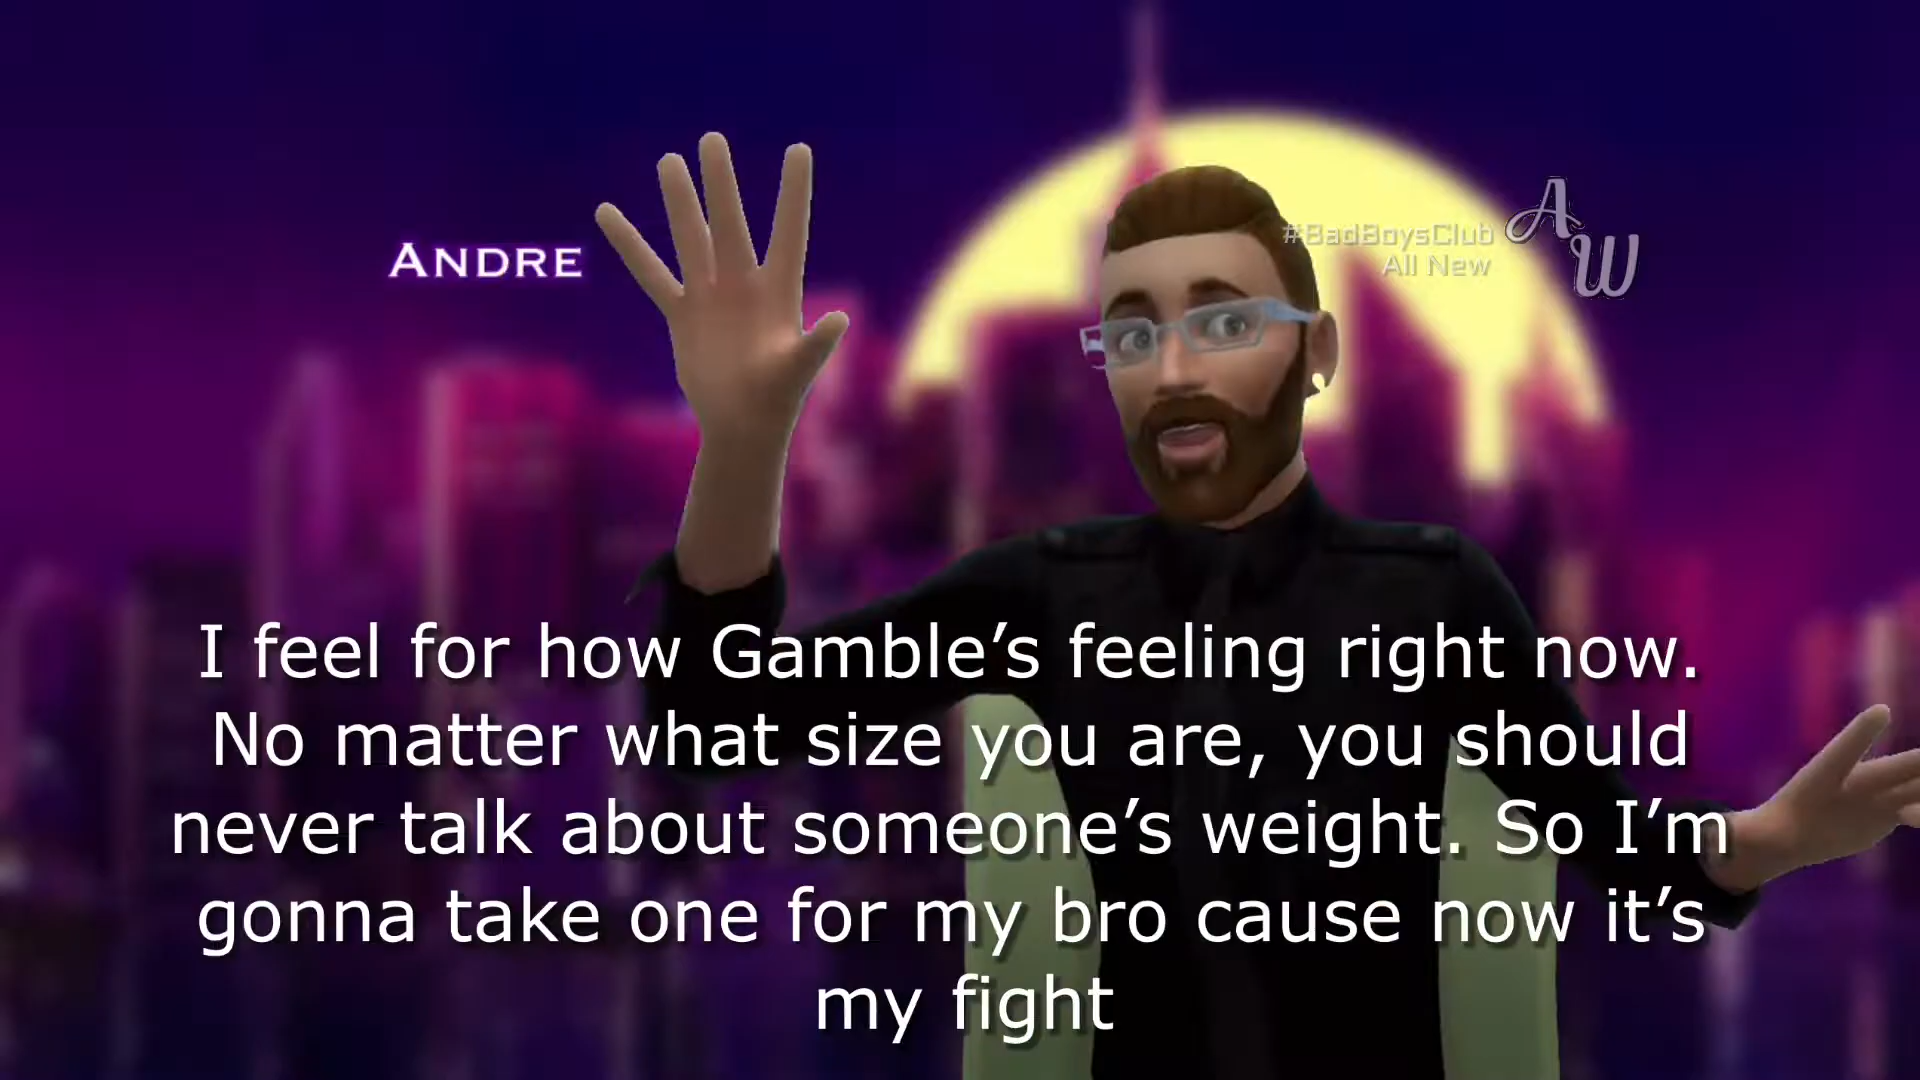 #BadBoysClub
All New
AW
ANDRE
I feel for how Gamble’s feeling right now.
No matter what size you are, you should
never talk about someone’s weight. So I’m
gonna take one for my bro cause now it’s
my fight